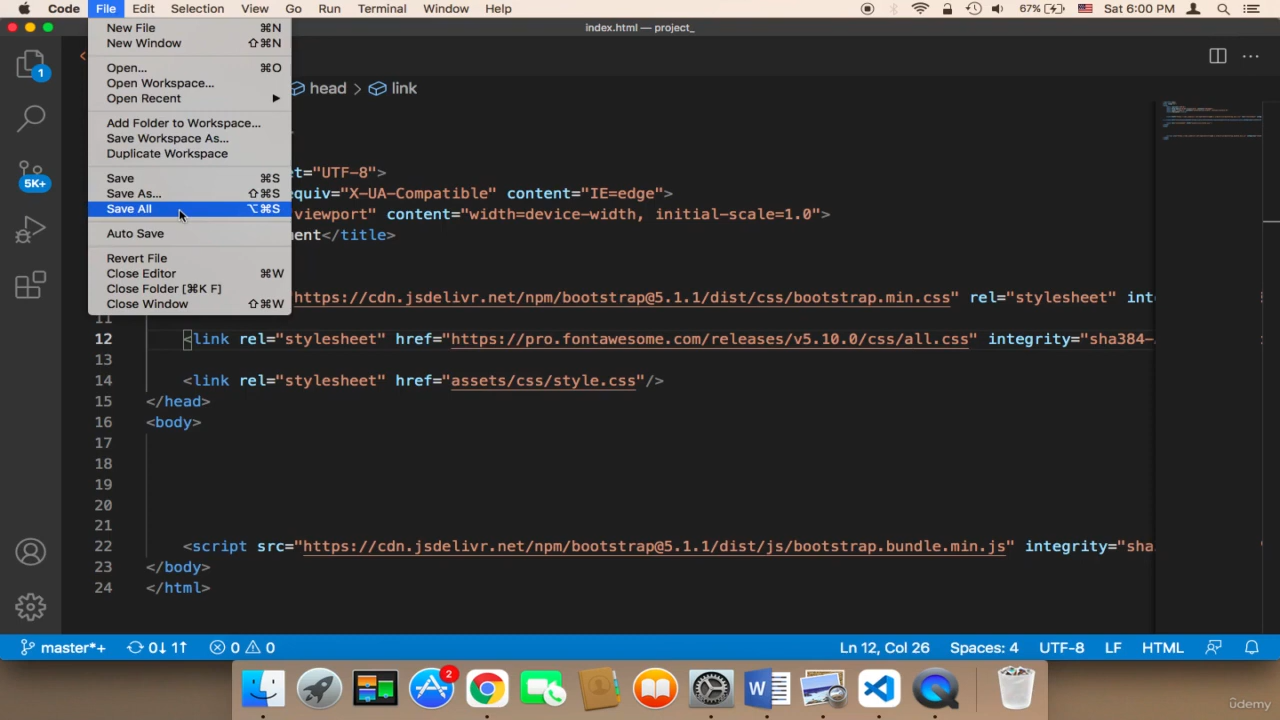 Code File Edit Selection View Go Run Terminal Window Help 67% Sat 6:00 PM
index.html — project_
New File ⌘N
New Window ⇧⌘N
Open... ⌘O
Open Workspace...
Open Recent
Add Folder to Workspace...
Save Workspace As...
Duplicate Workspace
Save ⌘S
Save As... ⇧⌘S
Save All ⌥⌘S
Auto Save
Revert File
Close Editor ⌘W
Close Folder [⌘K F]
Close Window ⇧⌘W
1
5K+
head > link
et="UTF-8">
equiv="X-UA-Compatible" content="IE=edge">
viewport" content="width=device-width, initial-scale=1.0">
ment</title>
https://cdn.jsdelivr.net/npm/bootstrap@5.1.1/dist/css/bootstrap.min.css" rel="stylesheet" int
11
12 <link rel="stylesheet" href="https://pro.fontawesome.com/releases/v5.10.0/css/all.css" integrity="sha384-
13
14 <link rel="stylesheet" href="assets/css/style.css"/>
15 </head>
16 <body>
17
18
19
20
21
22 <script src="https://cdn.jsdelivr.net/npm/bootstrap@5.1.1/dist/js/bootstrap.bundle.min.js" integrity="sha
23 </body>
24 </html>
master*+ 0↓ 1↑ 0 0 Ln 12, Col 26 Spaces: 4 UTF-8 LF HTML
2
ûdemy